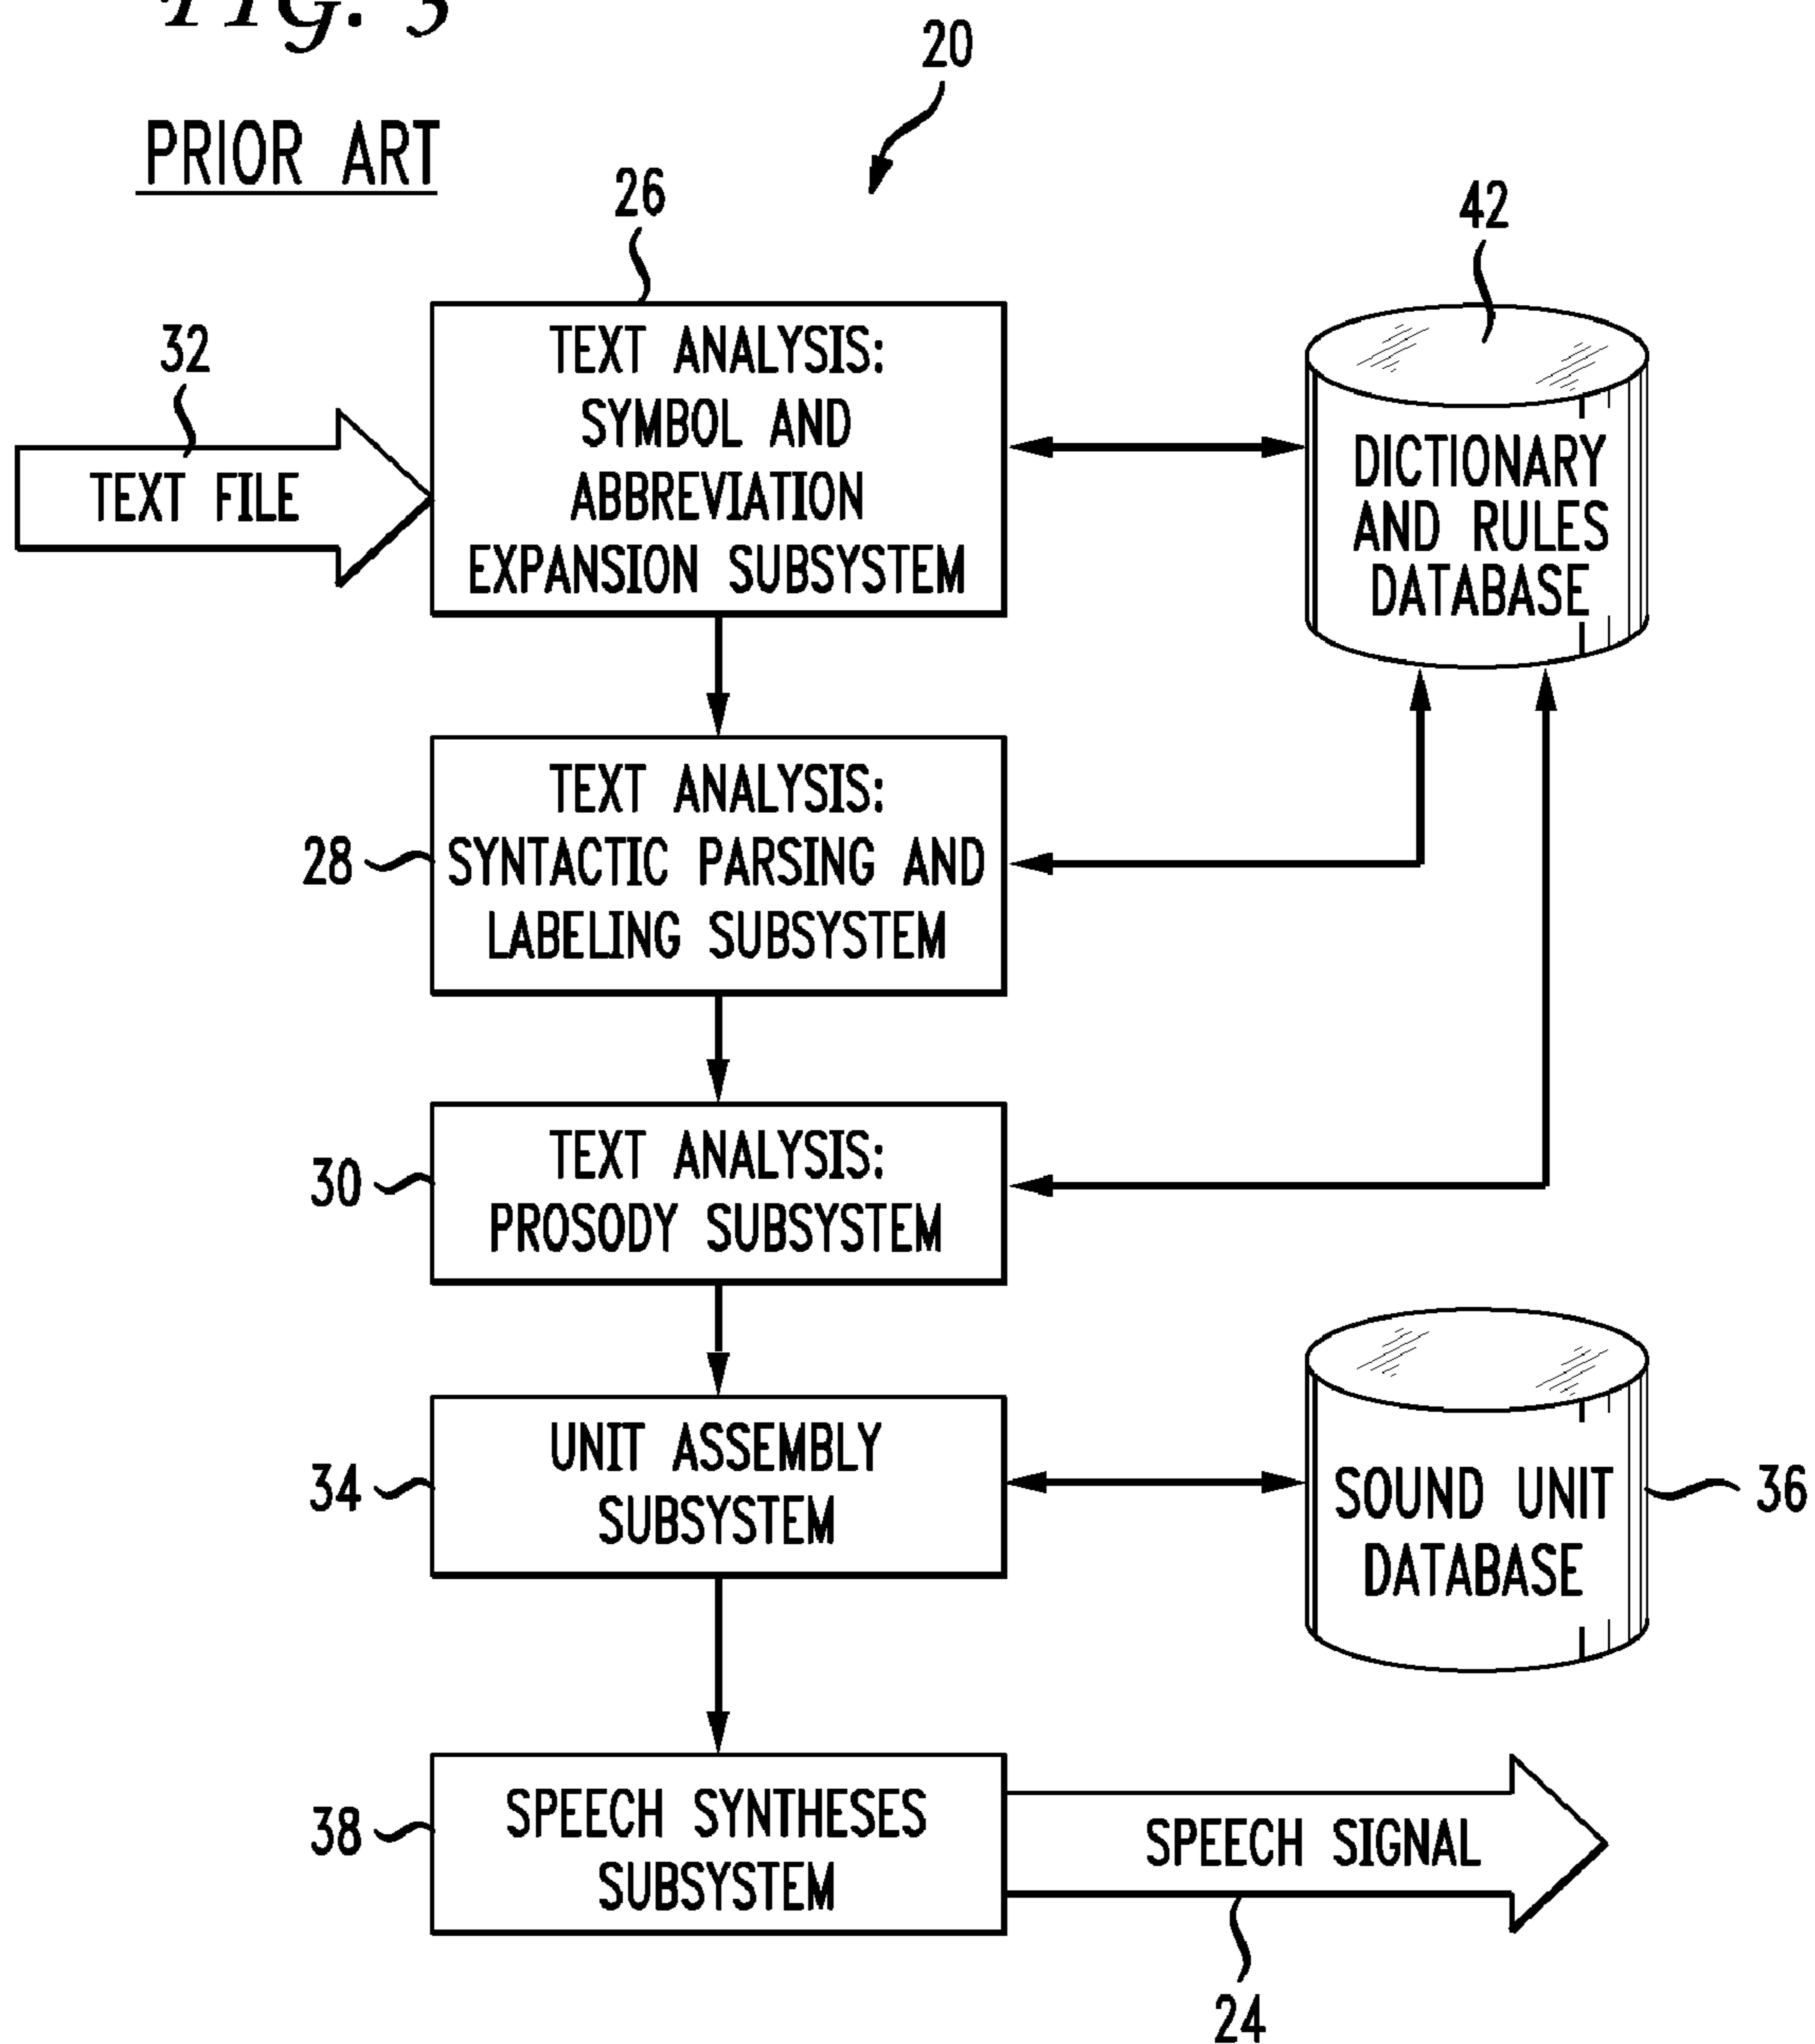 FIG. 3
PRIOR ART
20
26
42
32
TEXT FILE
TEXT ANALYSIS:
SYMBOL AND
ABBREVIATION
EXPANSION SUBSYSTEM
DICTIONARY
AND RULES
DATABASE
28
TEXT ANALYSIS:
SYNTACTIC PARSING AND
LABELING SUBSYSTEM
30
TEXT ANALYSIS:
PROSODY SUBSYSTEM
34
UNIT ASSEMBLY
SUBSYSTEM
SOUND UNIT
DATABASE
36
38
SPEECH SYNTHESES
SUBSYSTEM
SPEECH SIGNAL
24